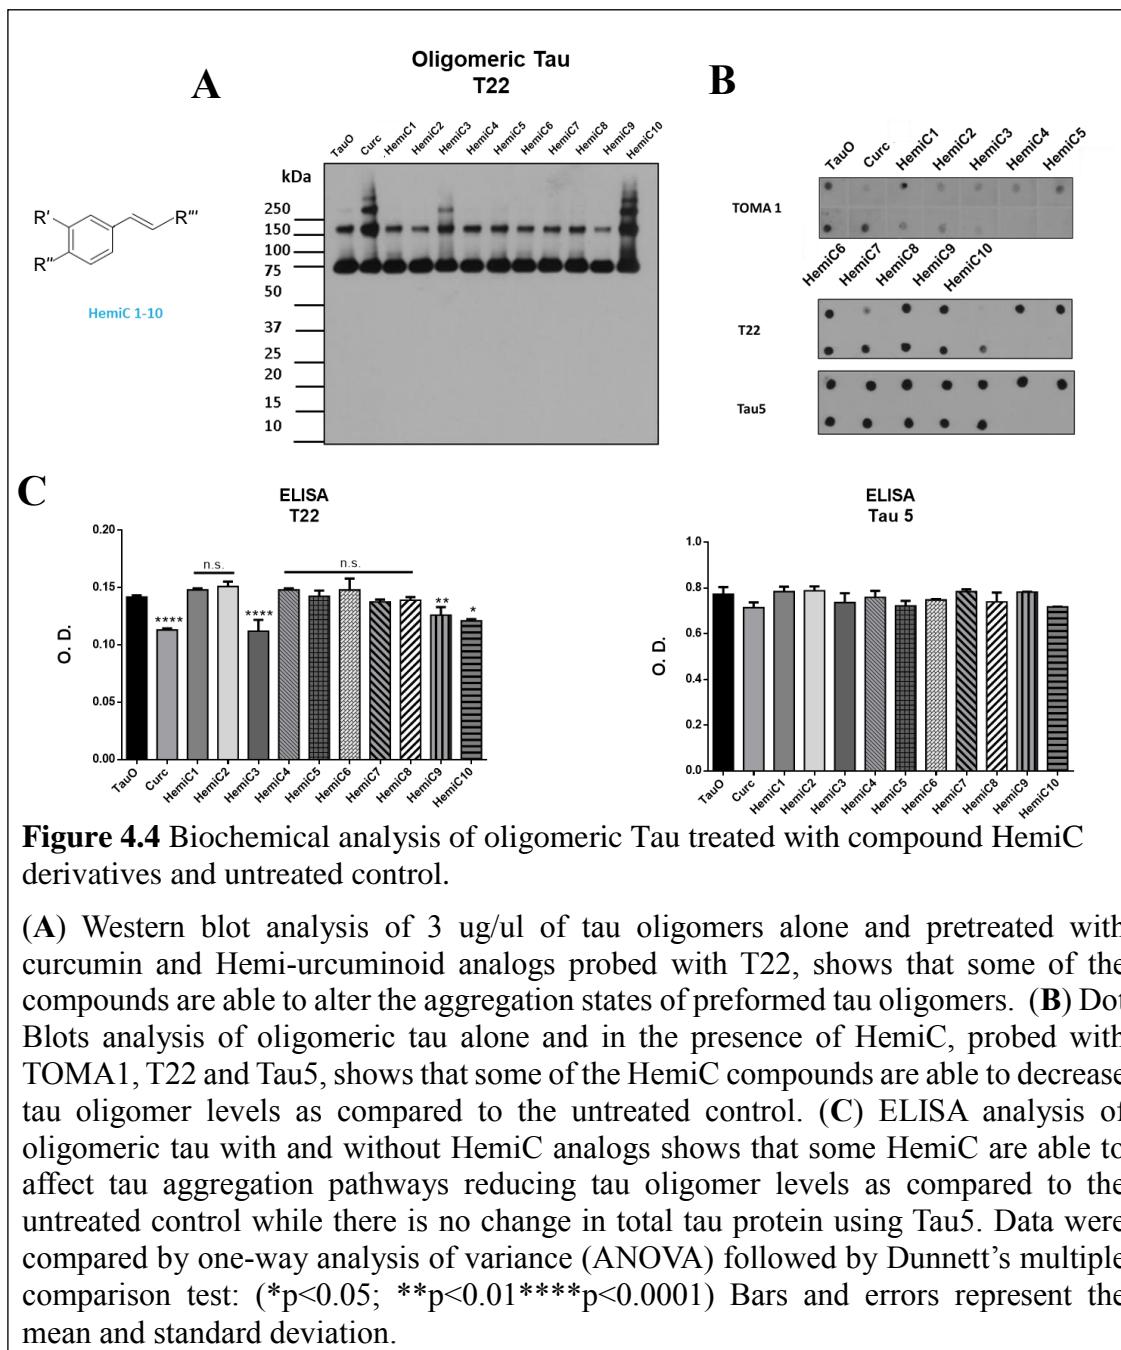 A
Oligomeric Tau
T22
TauO
Curc
HemiC1
HemiC2
HemiC3
HemiC4
HemiC5
HemiC6
HemiC7
HemiC8
HemiC9
HemiC10
kDa
250
150
100
75
50
37
25
20
15
10
R'
R''
R'''
HemiC 1-10
B
TauO
Curc
HemiC1
HemiC2
HemiC3
HemiC4
HemiC5
TOMA 1
HemiC6
HemiC7
HemiC8
HemiC9
HemiC10
T22
Tau5
C
ELISA
T22
O. D.
0.20
0.15
0.10
0.05
0.00
n.s.
n.s.
****
****
**
*
TauO
Curc
HemiC1
HemiC2
HemiC3
HemiC4
HemiC5
HemiC6
HemiC7
HemiC8
HemiC9
HemiC10
ELISA
Tau 5
O. D.
1.0
0.8
0.6
0.4
0.2
0.0
TauO
Curc
HemiC1
HemiC2
HemiC3
HemiC4
HemiC5
HemiC6
HemiC7
HemiC8
HemiC9
HemiC10
Figure 4.4 Biochemical analysis of oligomeric Tau treated with compound HemiC
derivatives and untreated control.
(A) Western blot analysis of 3 ug/ul of tau oligomers alone and pretreated with
curcumin and Hemi-urcuminoid analogs probed with T22, shows that some of the
compounds are able to alter the aggregation states of preformed tau oligomers. (B) Dot
Blots analysis of oligomeric tau alone and in the presence of HemiC, probed with
TOMA1, T22 and Tau5, shows that some of the HemiC compounds are able to decrease
tau oligomer levels as compared to the untreated control. (C) ELISA analysis of
oligomeric tau with and without HemiC analogs shows that some HemiC are able to
affect tau aggregation pathways reducing tau oligomer levels as compared to the
untreated control while there is no change in total tau protein using Tau5. Data were
compared by one-way analysis of variance (ANOVA) followed by Dunnett's multiple
comparison test: (*p<0.05; **p<0.01****p<0.0001) Bars and errors represent the
mean and standard deviation.